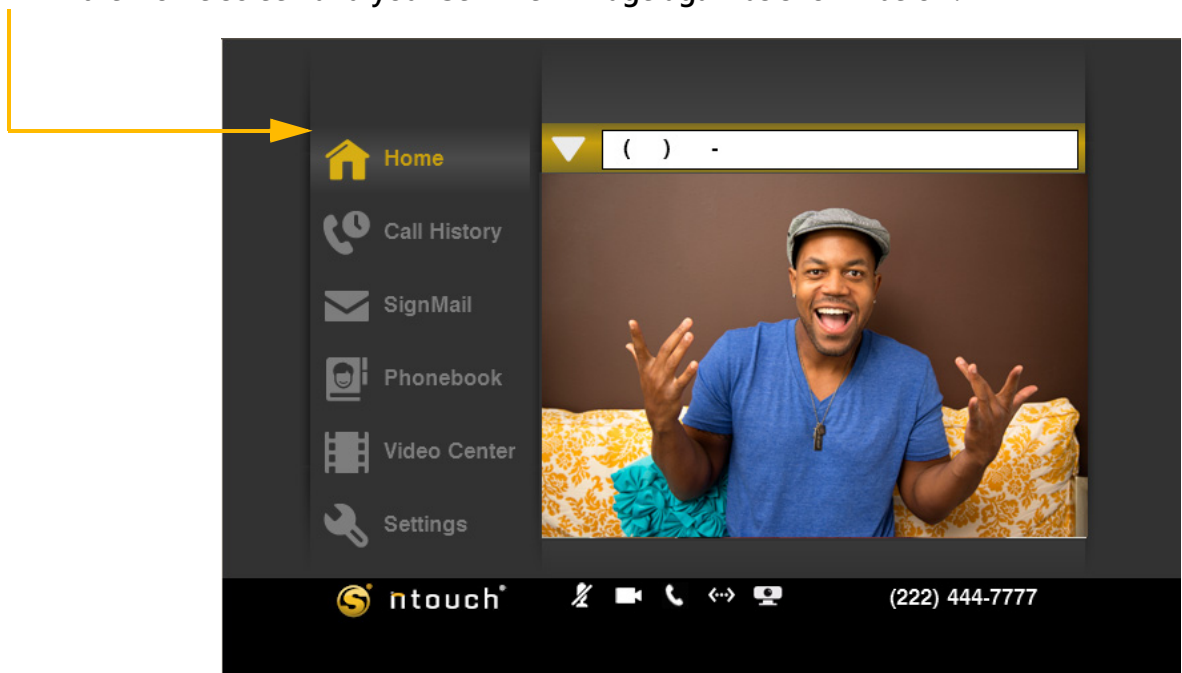 Home
( ) -
Call History
SignMail
Phonebook
Video Center
Settings
ntouch® (222) 444-7777